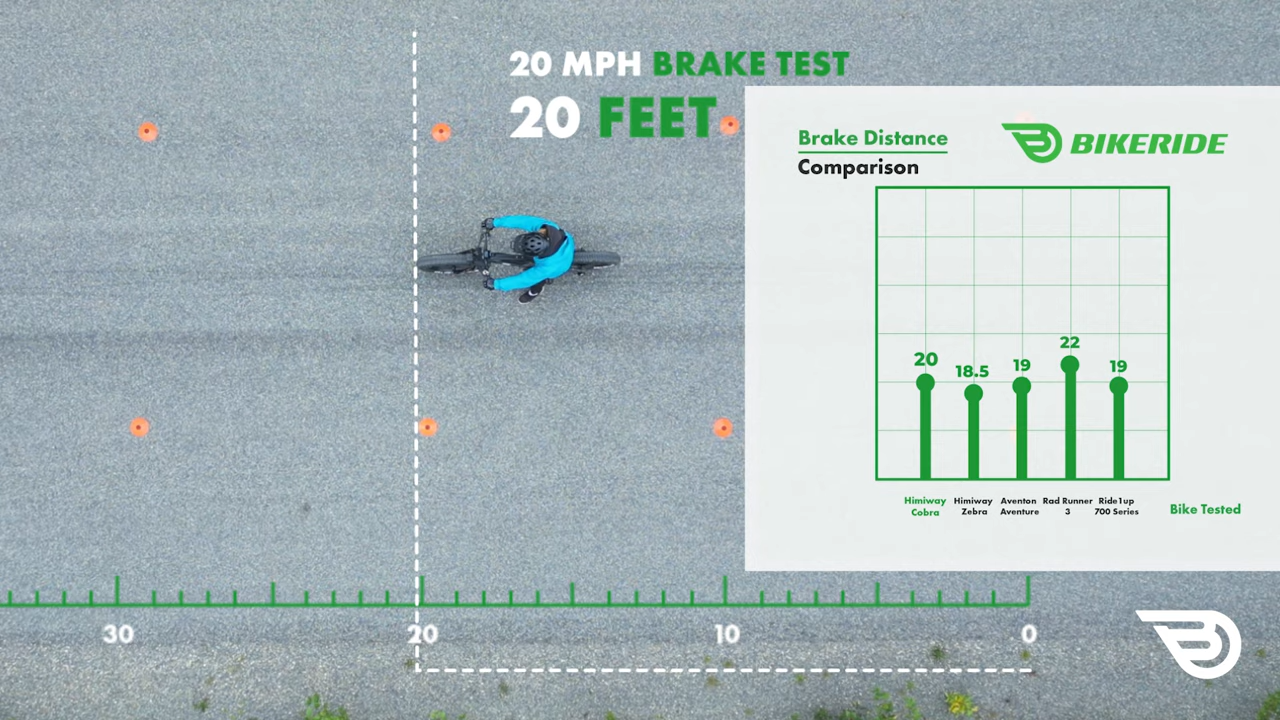 20 MPH BRAKE TEST
20 FEET
Brake Distance
Comparison
BIKERIDE
20
18.5
19
22
19
Himiway
Cobra
Himiway
Zebra
Aventon
Aventure
Rad Runner
3
Ride1up
700 Series
Bike Tested
30
20
10
0